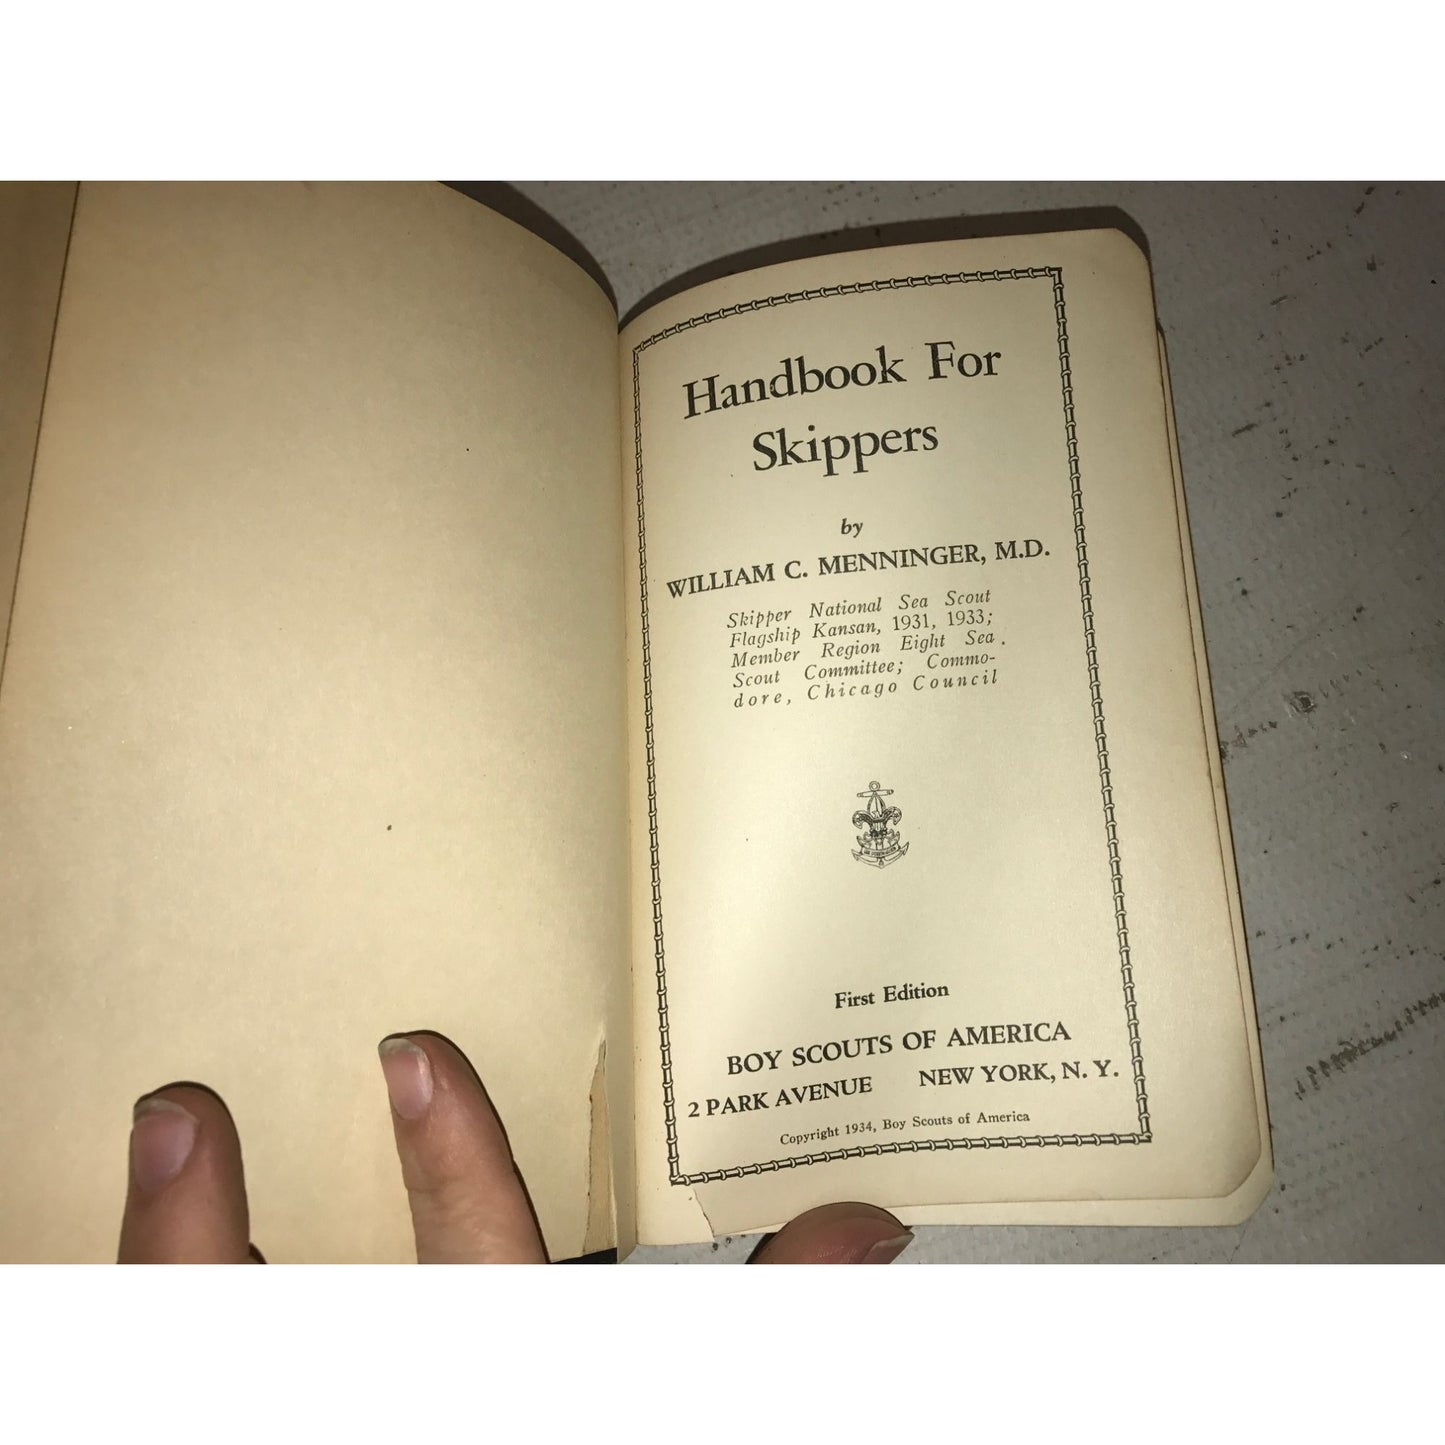 Handbook For
Skippers
by
WILLIAM C. MENNINGER, M.D.
Skipper National Sea Scout
Flagship Kansan, 1931, 1933;
Member Region Eight Sea
Scout Committee; Commo-
dore, Chicago Council
First Edition
BOY SCOUTS OF AMERICA
2 PARK AVENUE NEW YORK, N. Y.
Copyright 1934, Boy Scouts of America